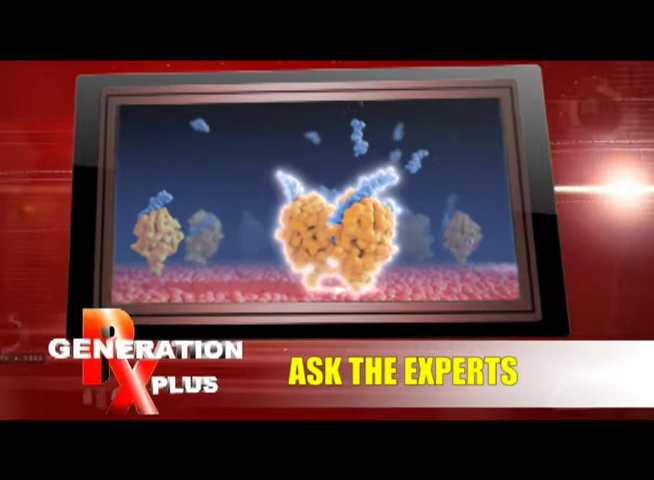 RX
GENERATION
PLUS
ASK THE EXPERTS